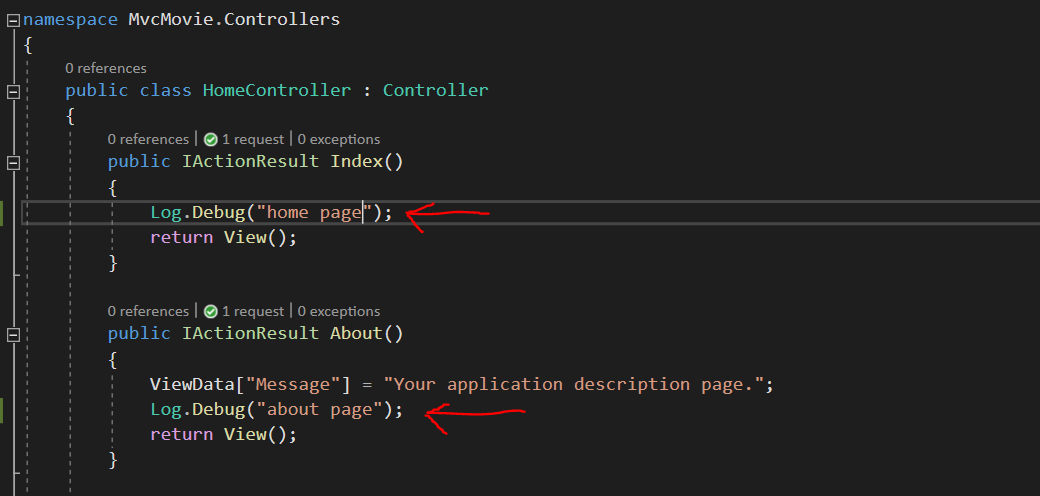 namespace MvcMovie.Controllers
{
0 references
public class HomeController : Controller
{
0 references | 1 request | 0 exceptions
public IActionResult Index()
{
Log.Debug("home page");
return View();
}
0 references | 1 request | 0 exceptions
public IActionResult About()
{
ViewData["Message"] = "Your application description page.";
Log.Debug("about page");
return View();
}